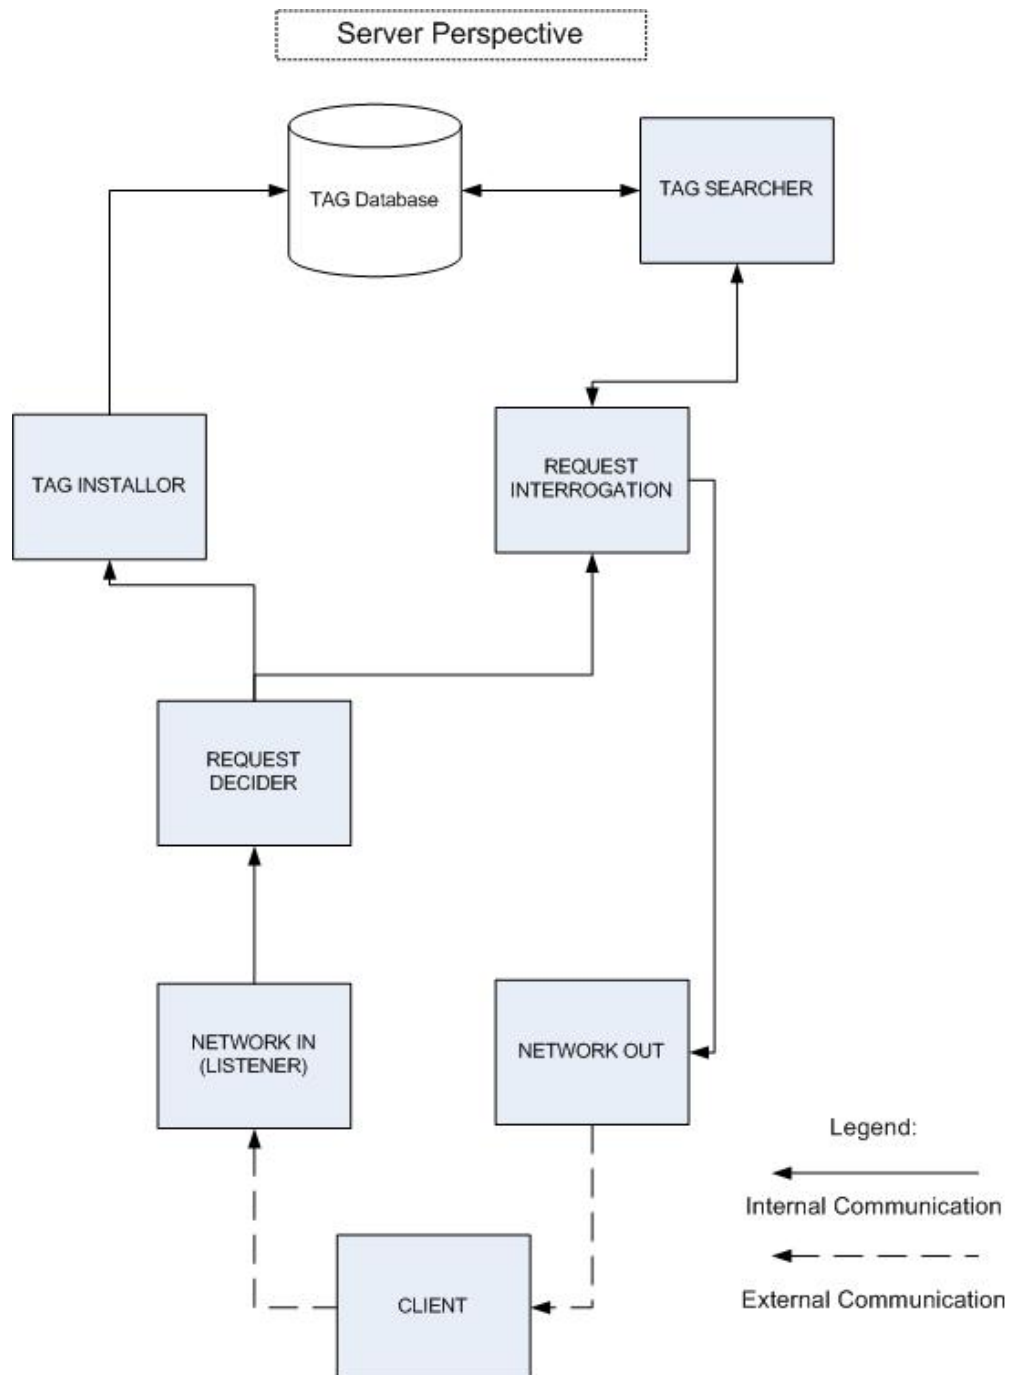 Server Perspective
TAG Database
TAG SEARCHER
TAG INSTALLOR
REQUEST
INTERROGATION
REQUEST
DECIDER
NETWORK IN
(LISTENER)
NETWORK OUT
Legend:
Internal Communication
External Communication
CLIENT